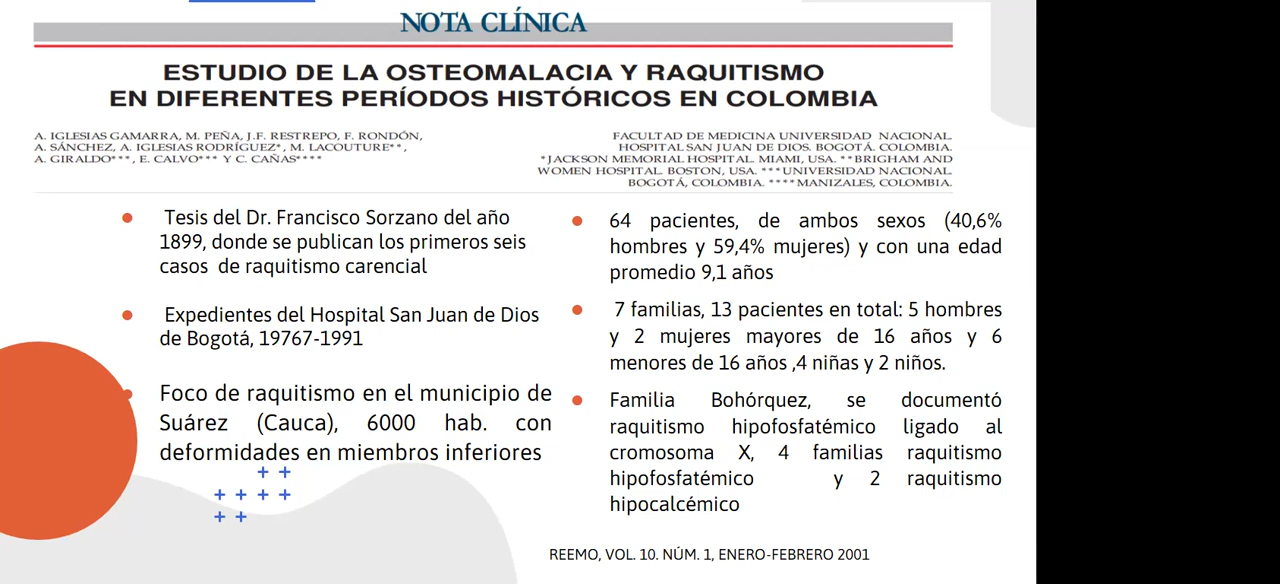 NOTA CLÍNICA
ESTUDIO DE LA OSTEOMALACIA Y RAQUITISMO
EN DIFERENTES PERÍODOS HISTÓRICOS EN COLOMBIA
A. IGLESIAS GAMARRA, M. PEÑA, J.F. RESTREPO, F. RONDÓN,
A. SÁNCHEZ, A. IGLESIAS RODRÍGUEZ*, M. LACOUTURE**,
A. GIRALDO***, E. CALVO*** Y C. CAÑAS****
FACULTAD DE MEDICINA UNIVERSIDAD NACIONAL.
HOSPITAL SAN JUAN DE DIOS. BOGOTÁ. COLOMBIA.
*JACKSON MEMORIAL HOSPITAL. MIAMI, USA. **BRIGHAM AND
WOMEN HOSPITAL. BOSTON, USA. ***UNIVERSIDAD NACIONAL.
BOGOTÁ, COLOMBIA. ****MANIZALES, COLOMBIA.
Tesis del Dr. Francisco Sorzano del año
1899, donde se publican los primeros seis
casos de raquitismo carencial
Expedientes del Hospital San Juan de Dios
de Bogotá, 19767-1991
Foco de raquitismo en el municipio de
Suárez (Cauca), 6000 hab. con
deformidades en miembros inferiores
64 pacientes, de ambos sexos (40,6%
hombres y 59,4% mujeres) y con una edad
promedio 9,1 años
7 familias, 13 pacientes en total: 5 hombres
y 2 mujeres mayores de 16 años y 6
menores de 16 años ,4 niñas y 2 niños.
Familia Bohórquez, se documentó
raquitismo hipofosfatémico ligado al
cromosoma X, 4 familias raquitismo
hipofosfatémico y 2 raquitismo
hipocalcémico
REEMO, VOL. 10. NÚM. 1, ENERO-FEBRERO 2001